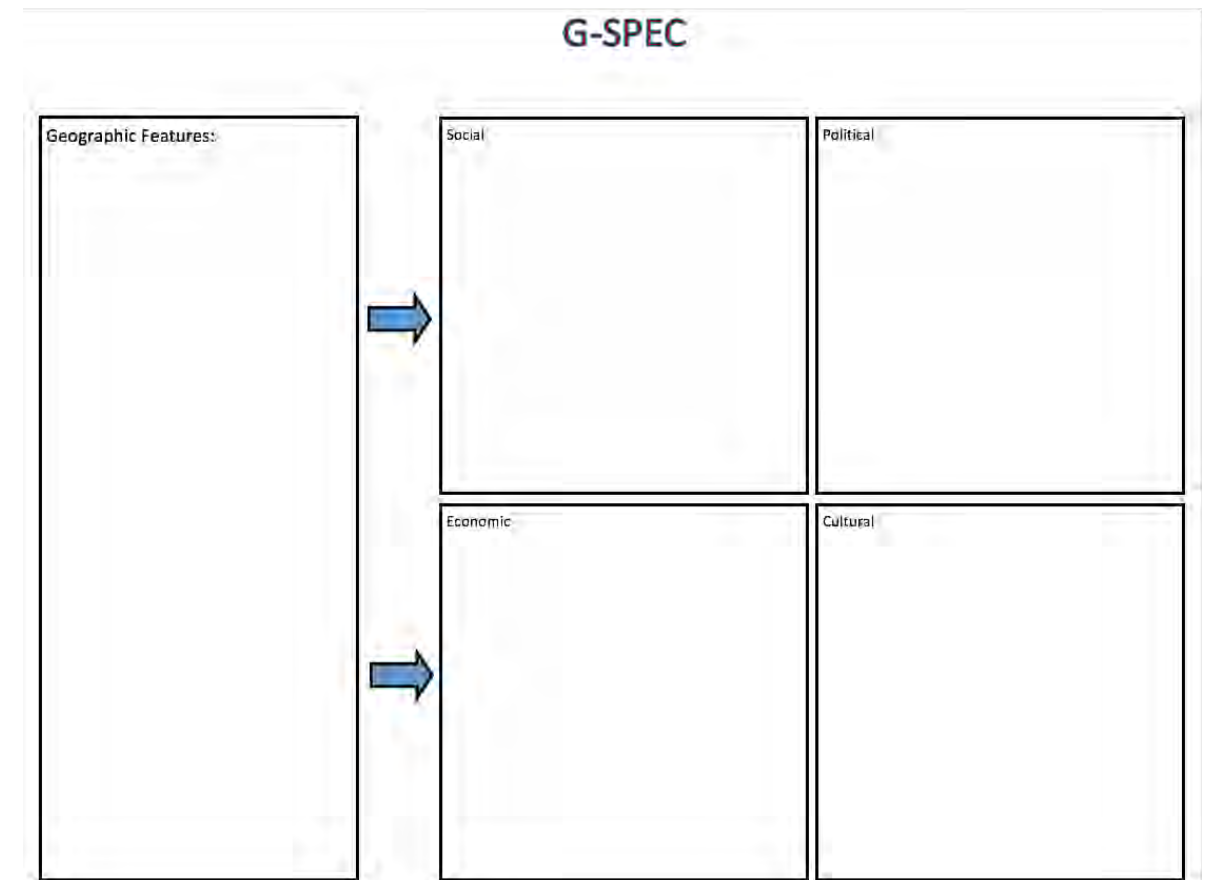 G-SPEC
Geographic Features:
Social
Political
Economic
Cultural